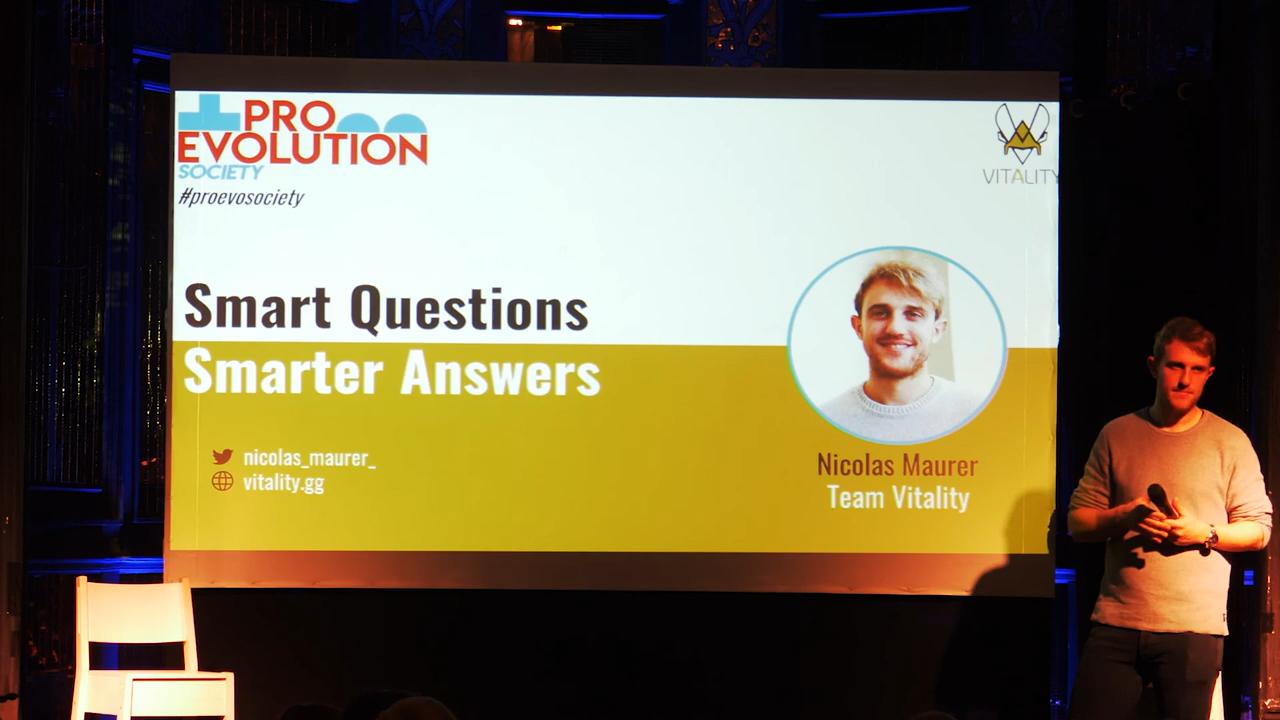 PRO
EVOLUTION
SOCIETY
#proevosociety
VITALITY
Smart Questions
Smarter Answers
nicolas_maurer_
vitality.gg
Nicolas Maurer
Team Vitality